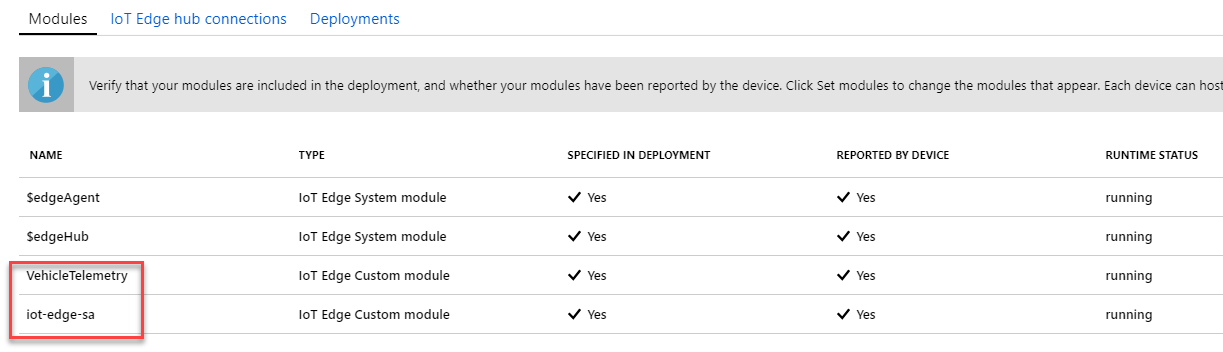 Modules IoT Edge hub connections Deployments
Verify that your modules are included in the deployment, and whether your modules have been reported by the device. Click Set modules to change the modules that appear. Each device can host
NAME TYPE SPECIFIED IN DEPLOYMENT REPORTED BY DEVICE RUNTIME STATUS
$edgeAgent IoT Edge System module Yes Yes running
$edgeHub IoT Edge System module Yes Yes running
VehicleTelemetry IoT Edge Custom module Yes Yes running
iot-edge-sa IoT Edge Custom module Yes Yes running